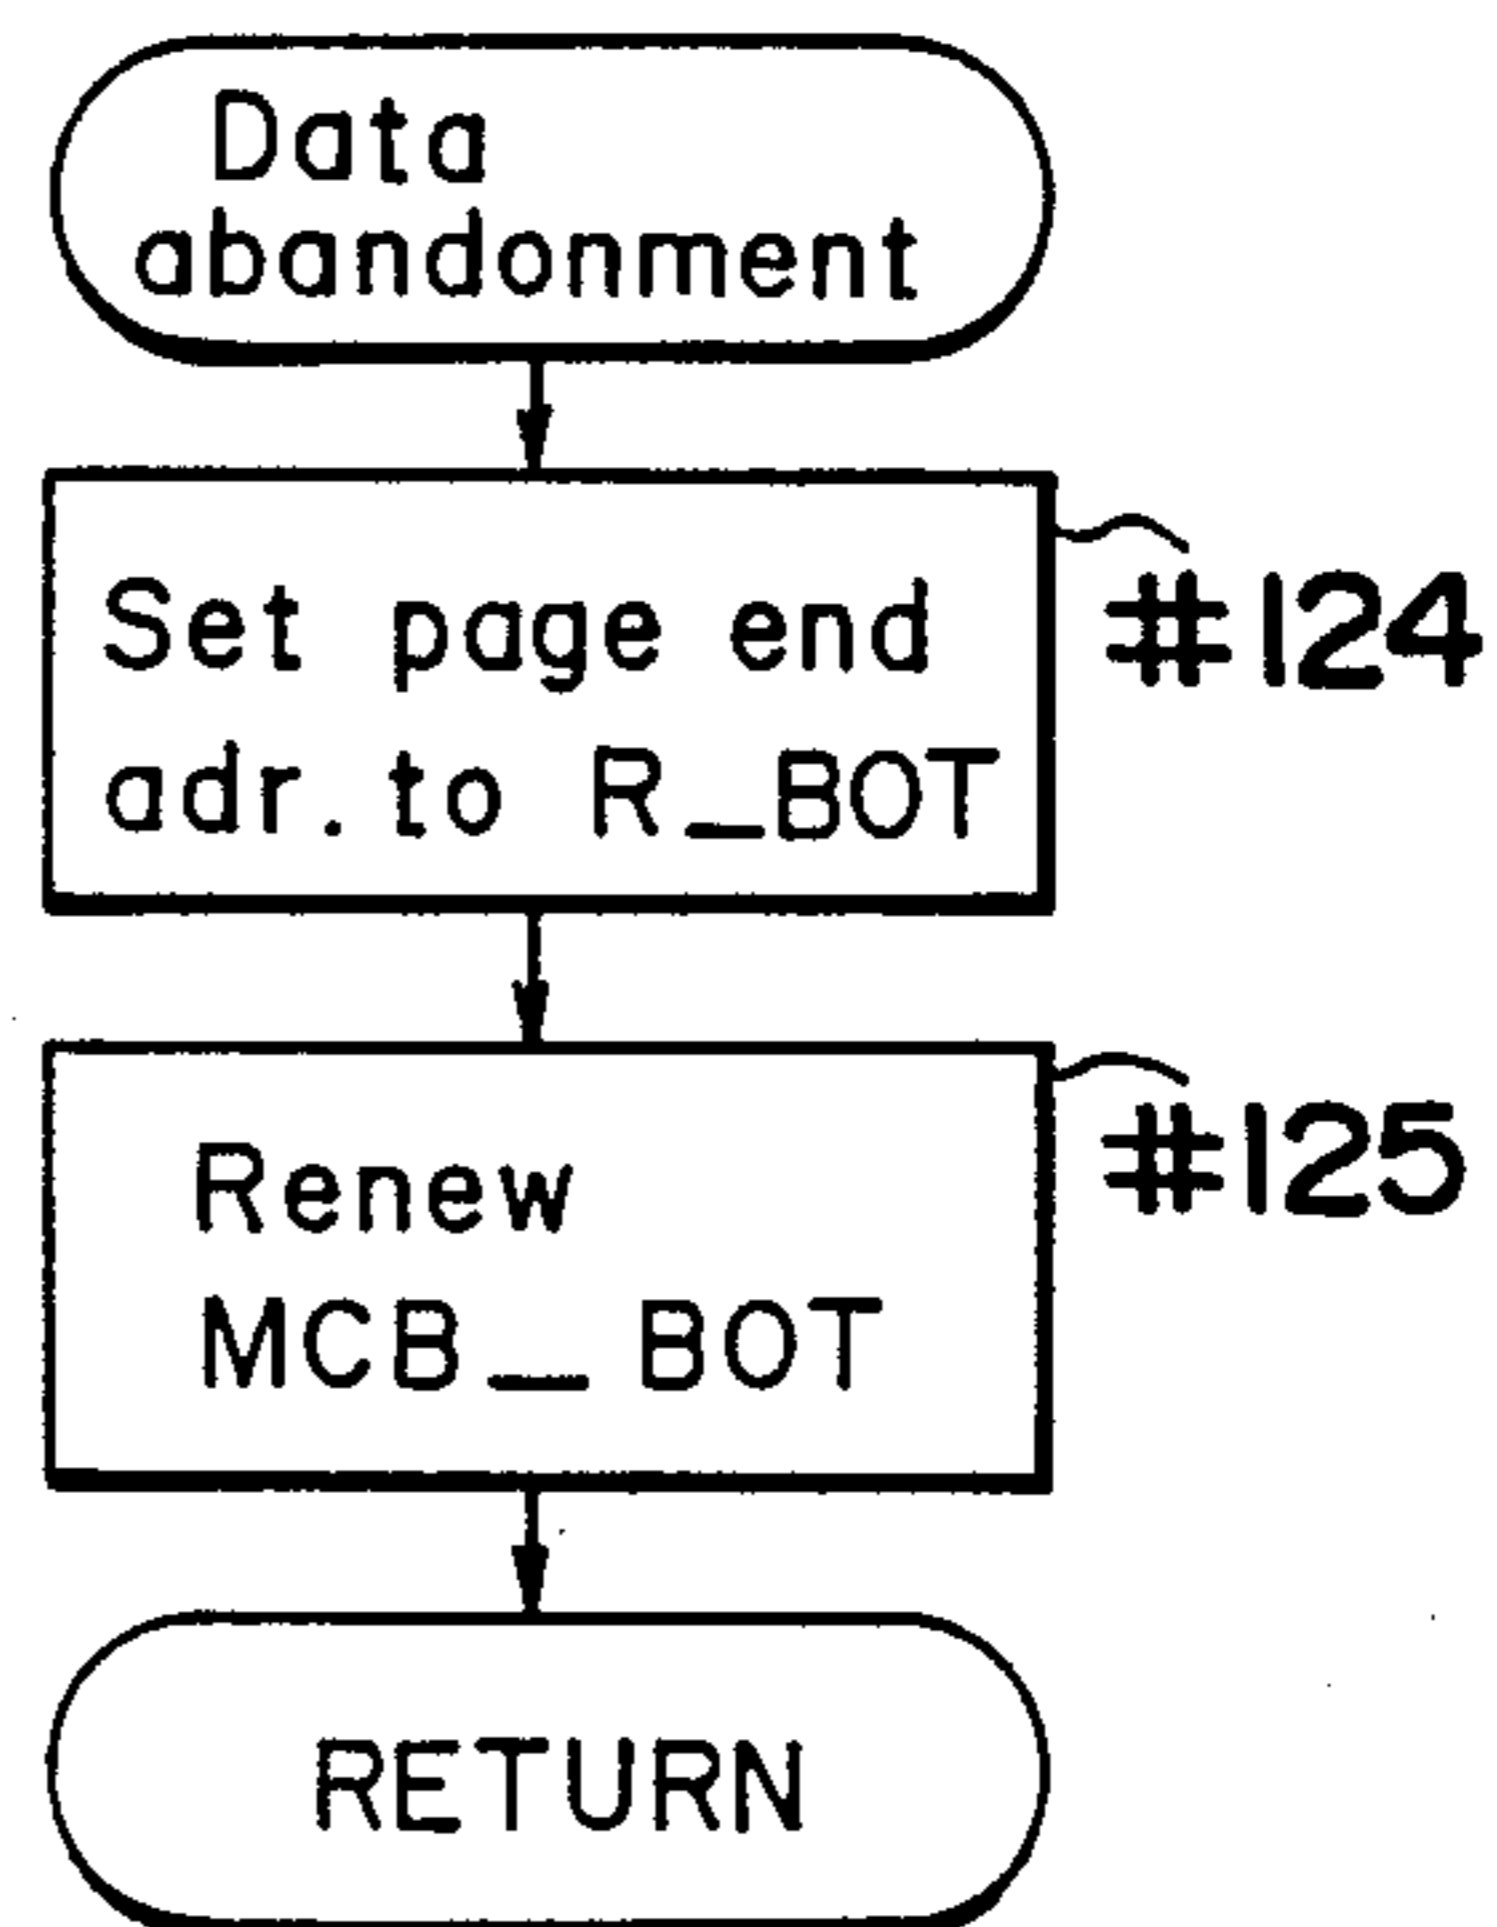 Data
abandonment
Set page end
adr. to R_BOT
#124
Renew
MCB_BOT
#125
RETURN